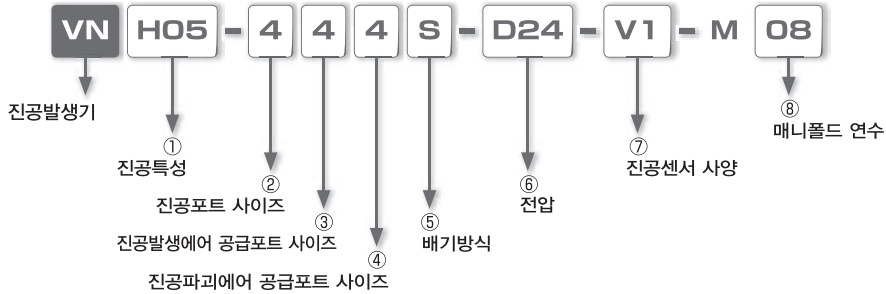 VN H05 - 4 4 4 S - D24 - V1 - M 08
진공발생기
①
진공특성
②
진공포트 사이즈
③
진공발생에어 공급포트 사이즈
④
진공파괴에어 공급포트 사이즈
⑤
배기방식
⑥
전압
⑦
진공센서 사양
⑧
매니폴드 연수